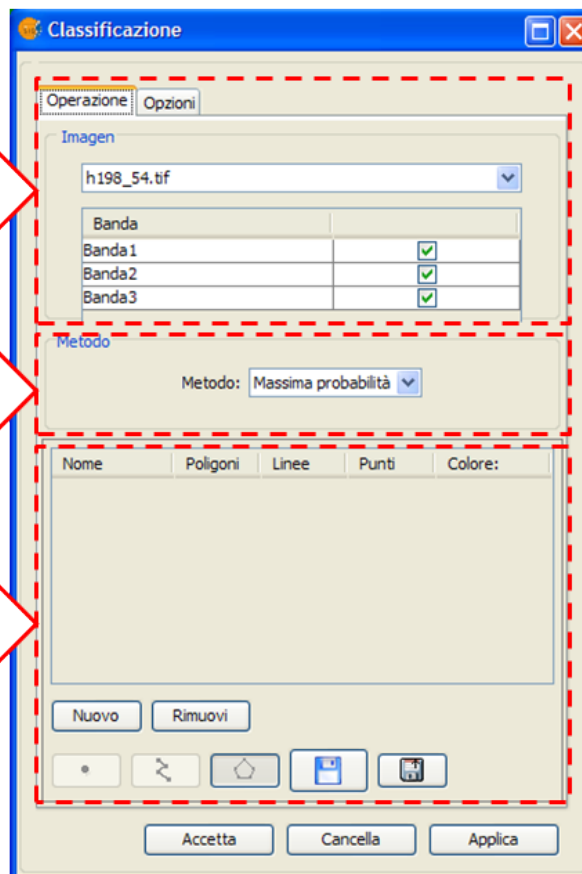 Classificazione
Operazione Opzioni
Imagen
h198_54.tif
Banda
Banda1
Banda2
Banda3
Metodo
Metodo: Massima probabilità
Nome Poligoni Linee Punti Colore:
Nuovo Rimuovi
Accetta Cancella Applica